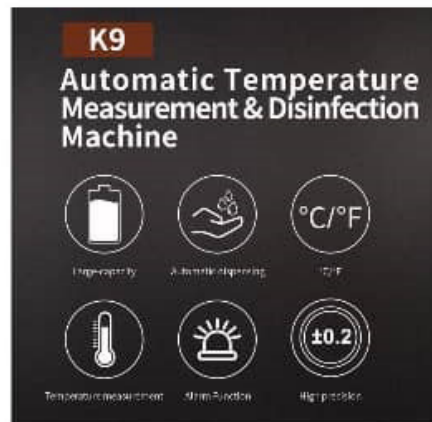 K9
Automatic Temperature
Measurement & Disinfection
Machine
°C/°F
Large-capacity
Automatic dispensing
°C/°F
±0.2
Temperature measurement
Alarm Function
High precision